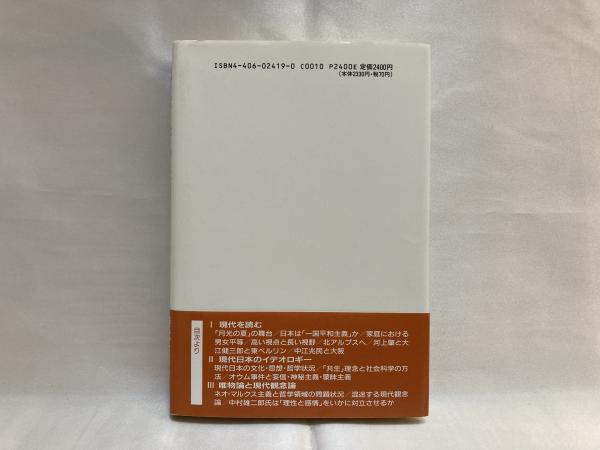 ISBN4-406-02419-0 C0010 P2400E 定価2400円
(本体2330円・税70円)
目次より
Ⅰ 現代を読む
「月光の夏」の舞台/日本は「一国平和主義」か/家庭における
男女平等/高い視点と長い視野/北アルプスへ/河上肇と大
江健三郎と東ベルリン/中江兆民と大阪
Ⅱ 現代日本のイデオロギー
現代日本の文化・思想・哲学状況/「共生」理念と社会科学の方
法/オウム事件と妄信・神秘主義・蒙昧主義
Ⅲ 唯物論と現代観念論
ネオ・マルクス主義と哲学領域の問題状況/混迷する現代観念
論/中村雄二郎氏は「理性と感情」をいかに対立させるか